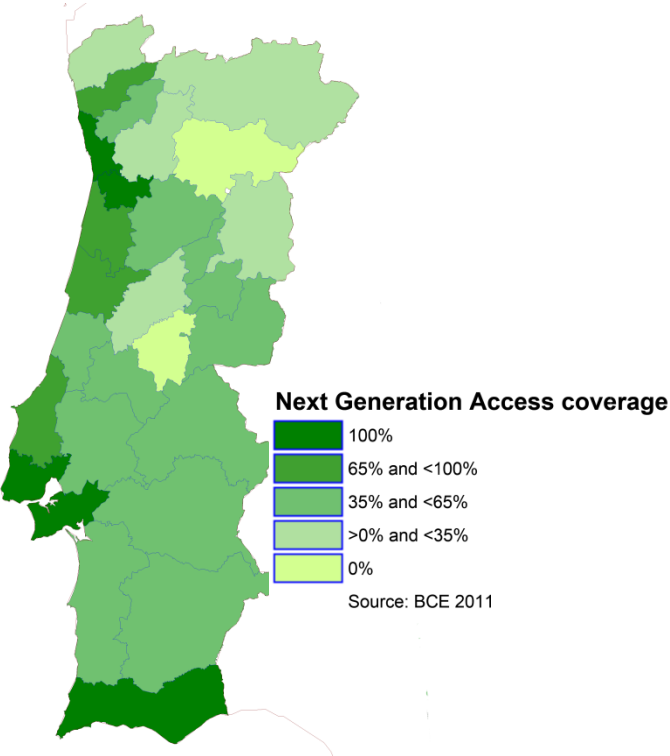 Next Generation Access coverage
100%
65% and <100%
35% and <65%
>0% and <35%
0%
Source: BCE 2011